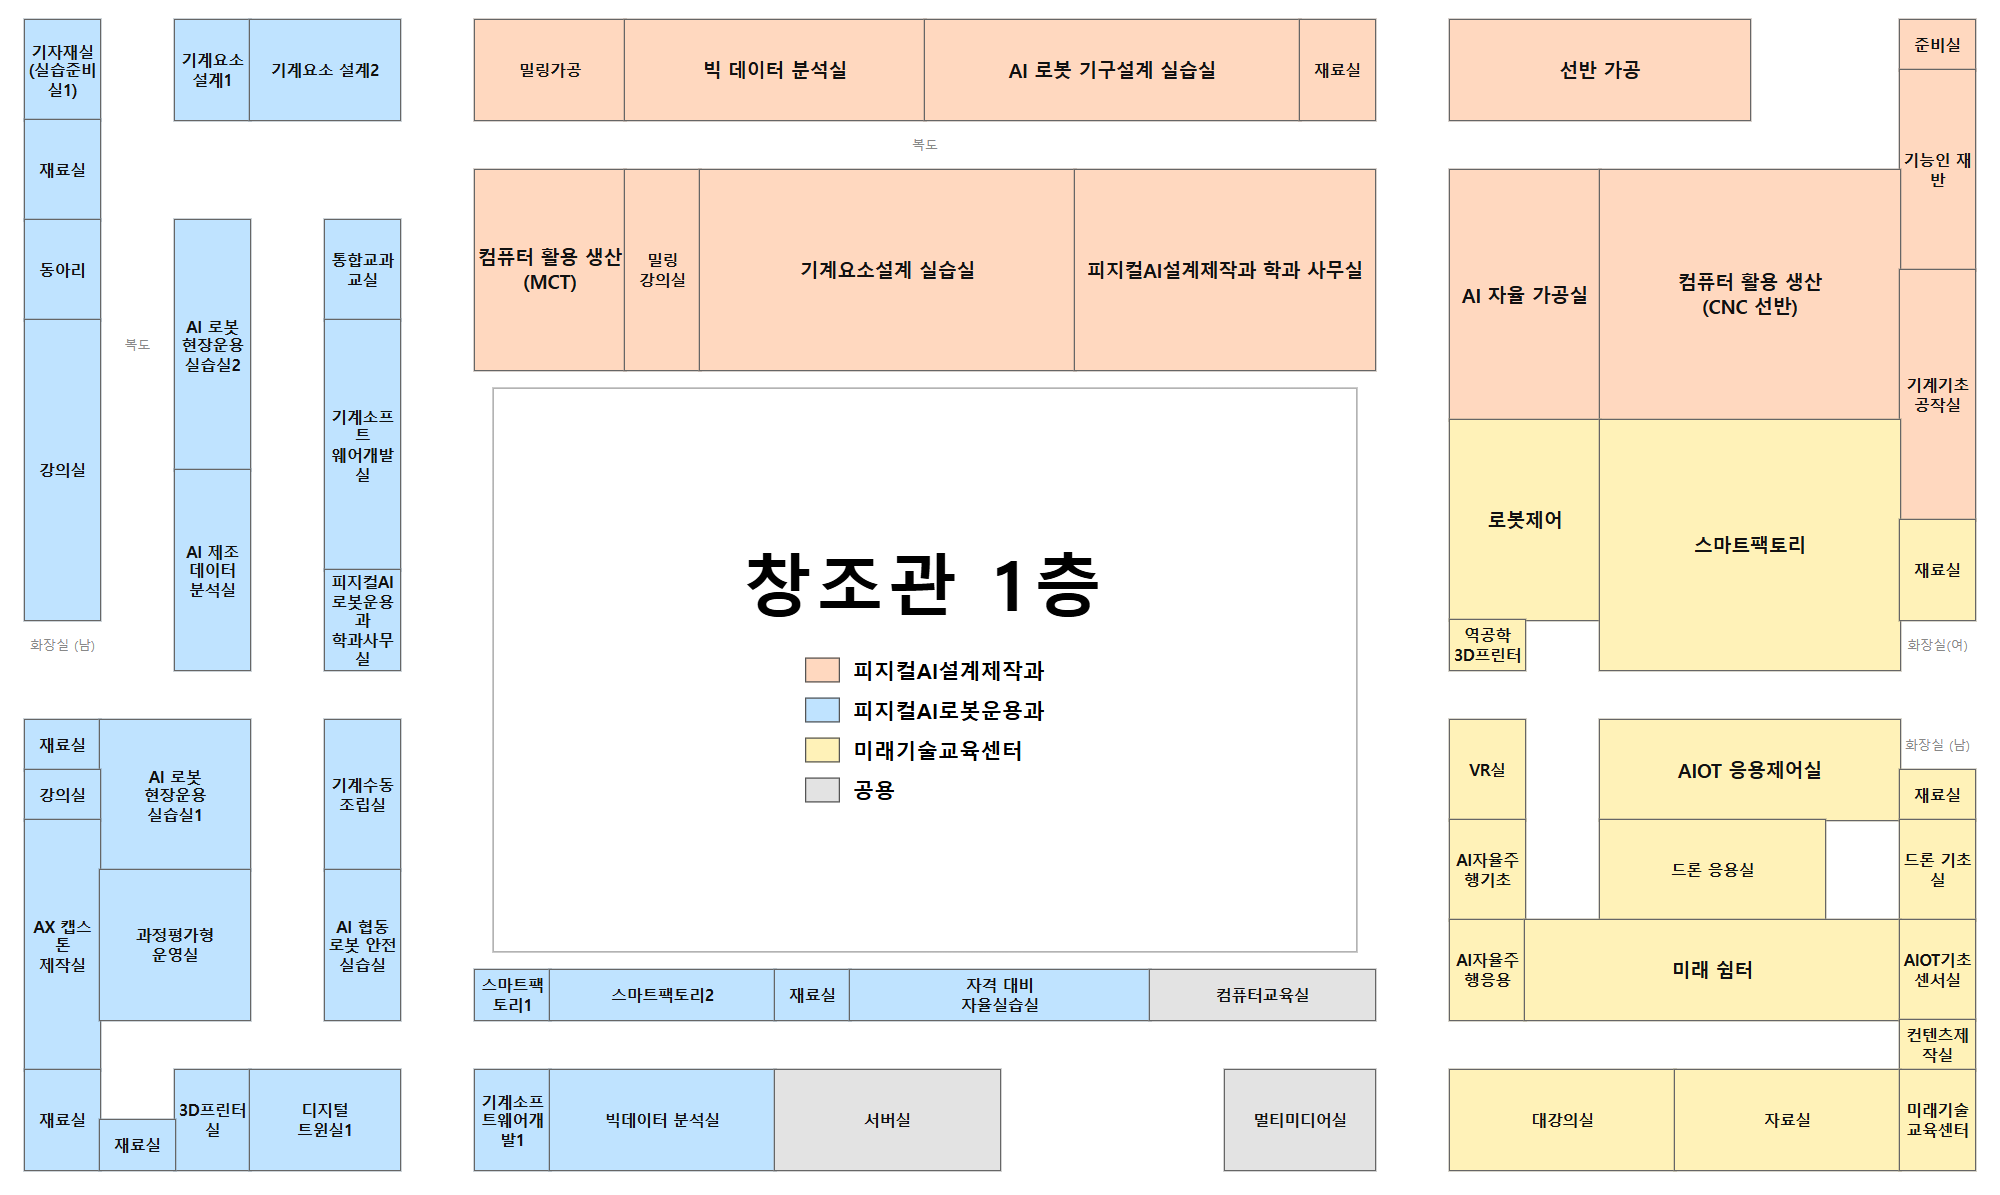 기자재실
(실습준비
실1)
기계요소
설계1
기계요소 설계2
밀링가공
빅 데이터 분석실
AI 로봇 기구설계 실습실
재료실
선반 가공
준비실
복도
재료실
기능인 재
반
컴퓨터 활용 생산
(MCT)
밀링
강의실
기계요소설계 실습실
피지컬AI설계제작과 학과 사무실
AI 자율 가공실
컴퓨터 활용 생산
(CNC 선반)
동아리
통합교과
교실
AI 로봇
현장운용
실습실2
복도
강의실
기계소프
트
웨어개발
실
기계기초
공작실
AI 제조
데이터
분석실
피지컬AI
로봇운용
과
학과사무
실
로봇제어
스마트팩토리
재료실
창조관 1층
화장실 (남)
역공학
3D프린터
화장실(여)
피지컬AI설계제작과
피지컬AI로봇운용과
미래기술교육센터
공용
재료실
강의실
AI 로봇
현장운용
실습실1
기계수동
조립실
VR실
AIOT 응용제어실
화장실 (남)
재료실
AI자율주
행기초
드론 응용실
드론 기초
실
AX 캡스
톤
제작실
과정평가형
운영실
AI 협동
로봇 안전
실습실
스마트팩
토리1
스마트팩토리2
재료실
자격 대비
자율실습실
컴퓨터교육실
AI자율주
행응용
미래 쉼터
AIOT기초
센서실
컨텐츠제
작실
재료실
재료실
3D프린터
실
디지털
트윈실1
기계소프
트웨어개
발1
빅데이터 분석실
서버실
멀티미디어실
대강의실
자료실
미래기술
교육센터